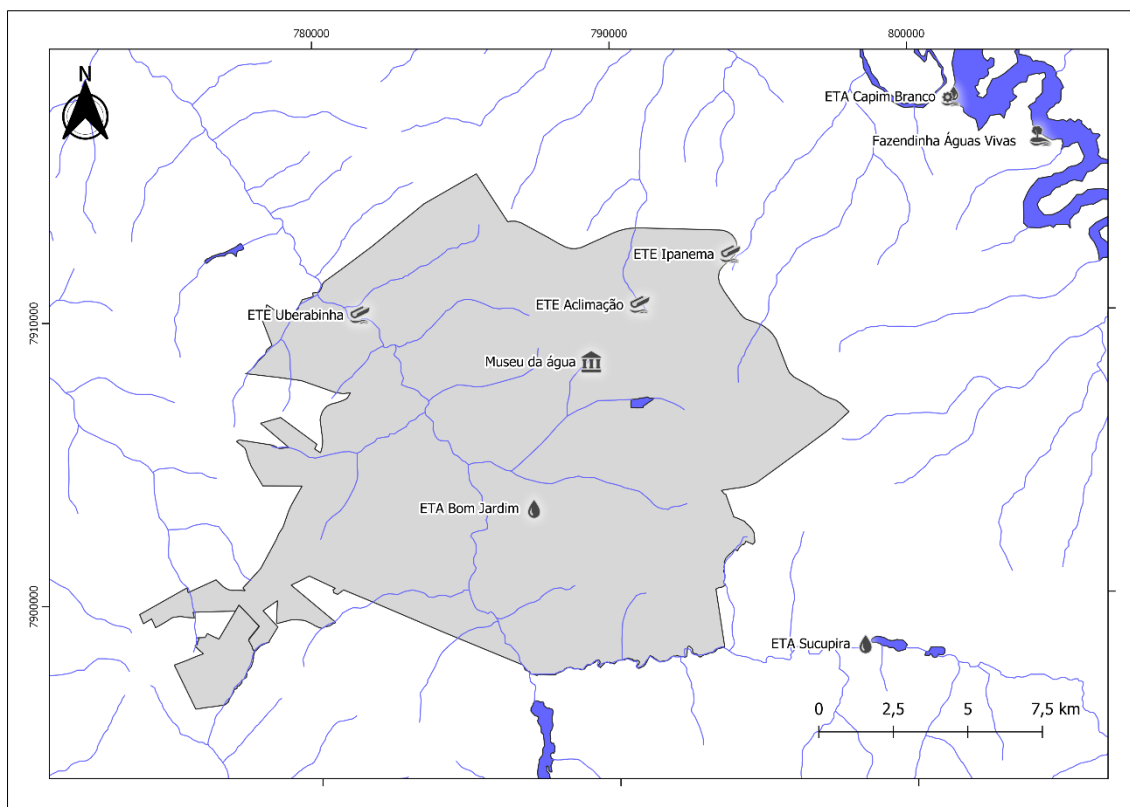 780000
790000
800000
N
ETA Capim Branco
Fazendinha Águas Vivas
ETE Ipanema
ETE Aclimação
ETE Uberabinha
7910000
Museu da água
ETA Bom Jardim
7900000
ETA Sucupira
0 2,5 5 7,5 km